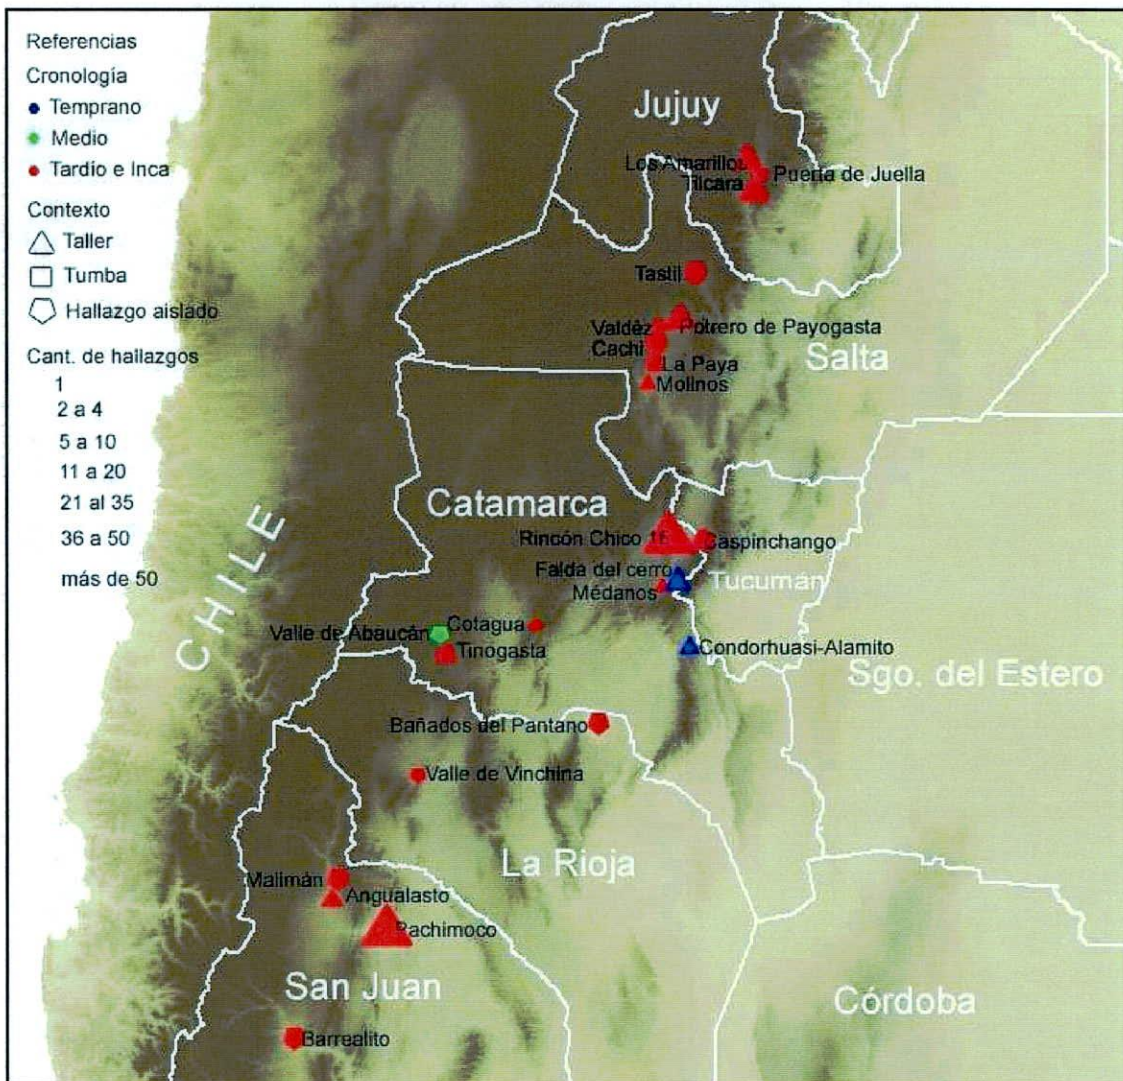 Referencias
Cronología
Temprano
Medio
Tardío e Inca
Contexto
Taller
Tumba
Hallazgo aislado
Cant. de hallazgos
1
2 a 4
5 a 10
11 a 20
21 al 35
36 a 50
más de 50
CHILE
Jujuy
Los Amarillos
Puerta de Juella
Tilcara
Tastil
Valdéz
Potrero de Payogasta
Cachi
Salta
La Paya
Molinos
Catamarca
Rincón Chico 15
Caspinchango
Falda del cerro
Tucumán
Médanos
Cotagua
Valle de Abaucán
Tinogasta
Condorhuasi-Alamito
Sgo. del Estero
Bañados del Pantano
Valle de Vinchina
La Rioja
Malimán
Angualasto
Pachimoco
San Juan
Córdoba
Barrealito